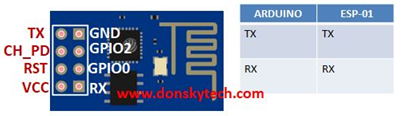 TX GND
CH_PD GPIO2
RST GPIO0
VCC RX
www.donskytech.com
ARDUINO ESP-01
TX TX
RX RX